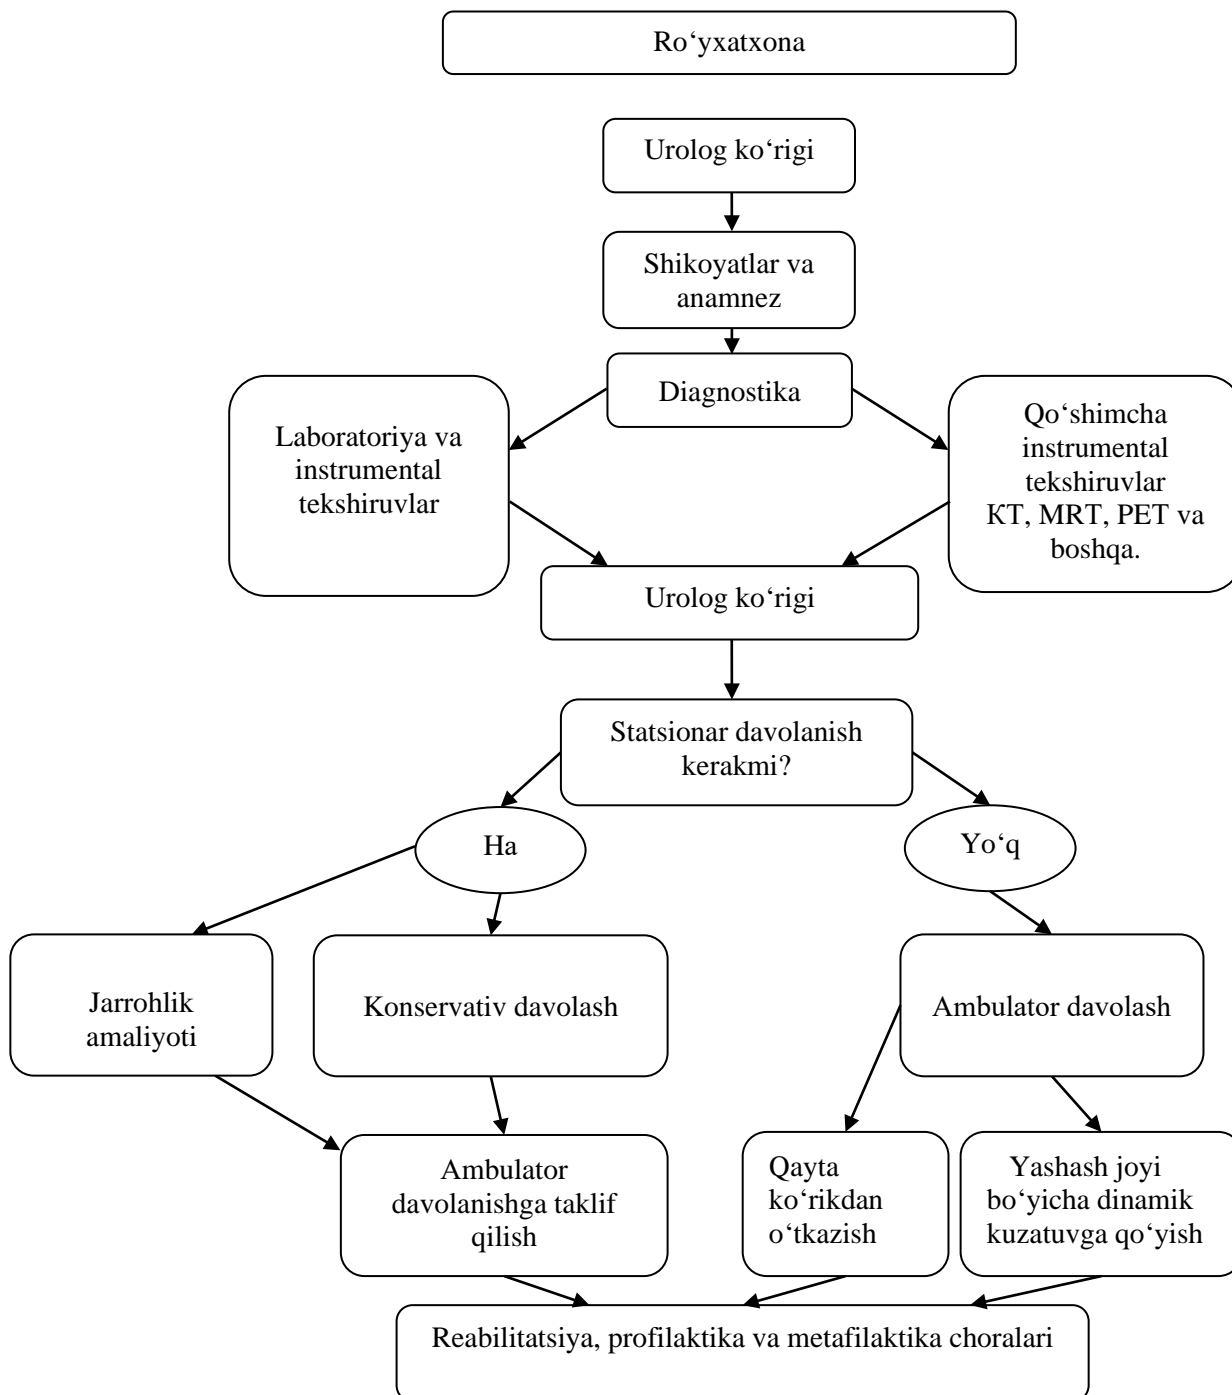 Ro‘yxatxona
Urolog ko‘rigi
Shikoyatlar va
anamnez
Diagnostika
Laboratoriya va
instrumental
tekshiruvlar
Qo‘shimcha
instrumental
tekshiruvlar
KT, MRT, PET va
boshqa.
Urolog ko‘rigi
Statsionar davolanish
kerakmi?
Ha
Yo‘q
Jarrohlik
amaliyoti
Konservativ davolash
Ambulator davolash
Ambulator
davolanishga taklif
qilish
Qayta
ko‘rikdan
o‘tkazish
Yashash joyi
bo‘yicha dinamik
kuzatuvga qo‘yish
Reabilitatsiya, profilaktika va metafilaktika choralari